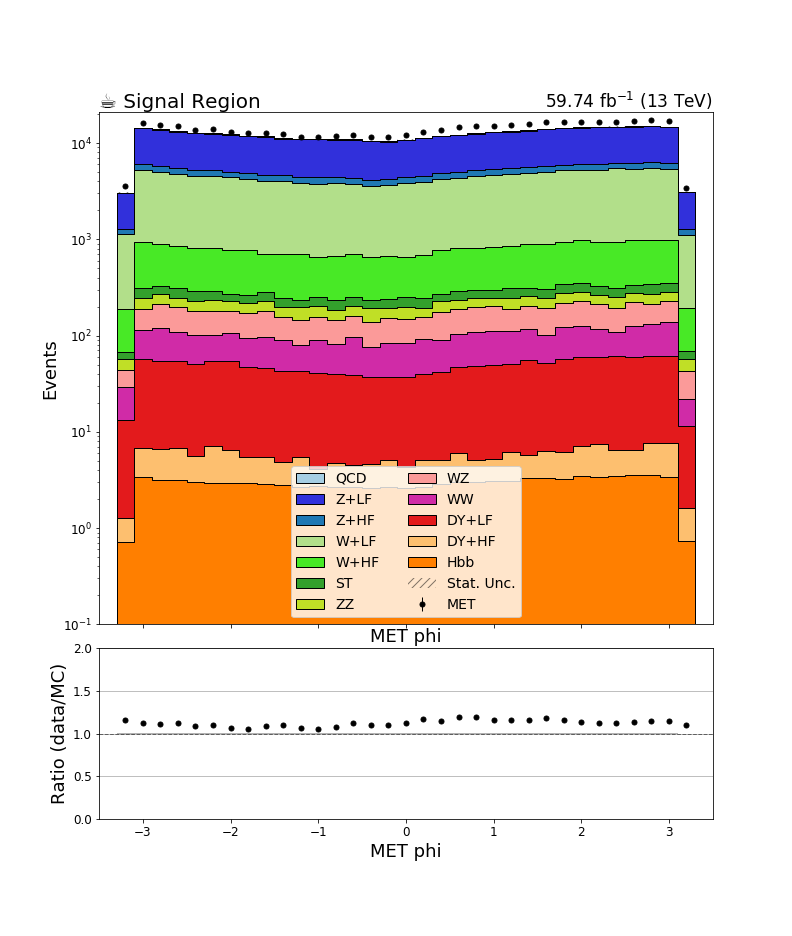 ☕ Signal Region 59.74 fb⁻¹ (13 TeV)
10⁴
10³
10²
10¹
10⁰
10⁻¹
Events
QCD WZ
Z+LF WW
Z+HF DY+LF
W+LF DY+HF
W+HF Hbb
ST Stat. Unc.
ZZ MET
MET phi
2.0
1.5
1.0
0.5
0.0
Ratio (data/MC)
−3 −2 −1 0 1 2 3
MET phi